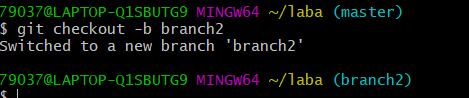 79037@LAPTOP-Q1SBUTG9 MINGW64 ~/laba (master)
$ git checkout -b branch2
Switched to a new branch 'branch2'
79037@LAPTOP-Q1SBUTG9 MINGW64 ~/laba (branch2)
$